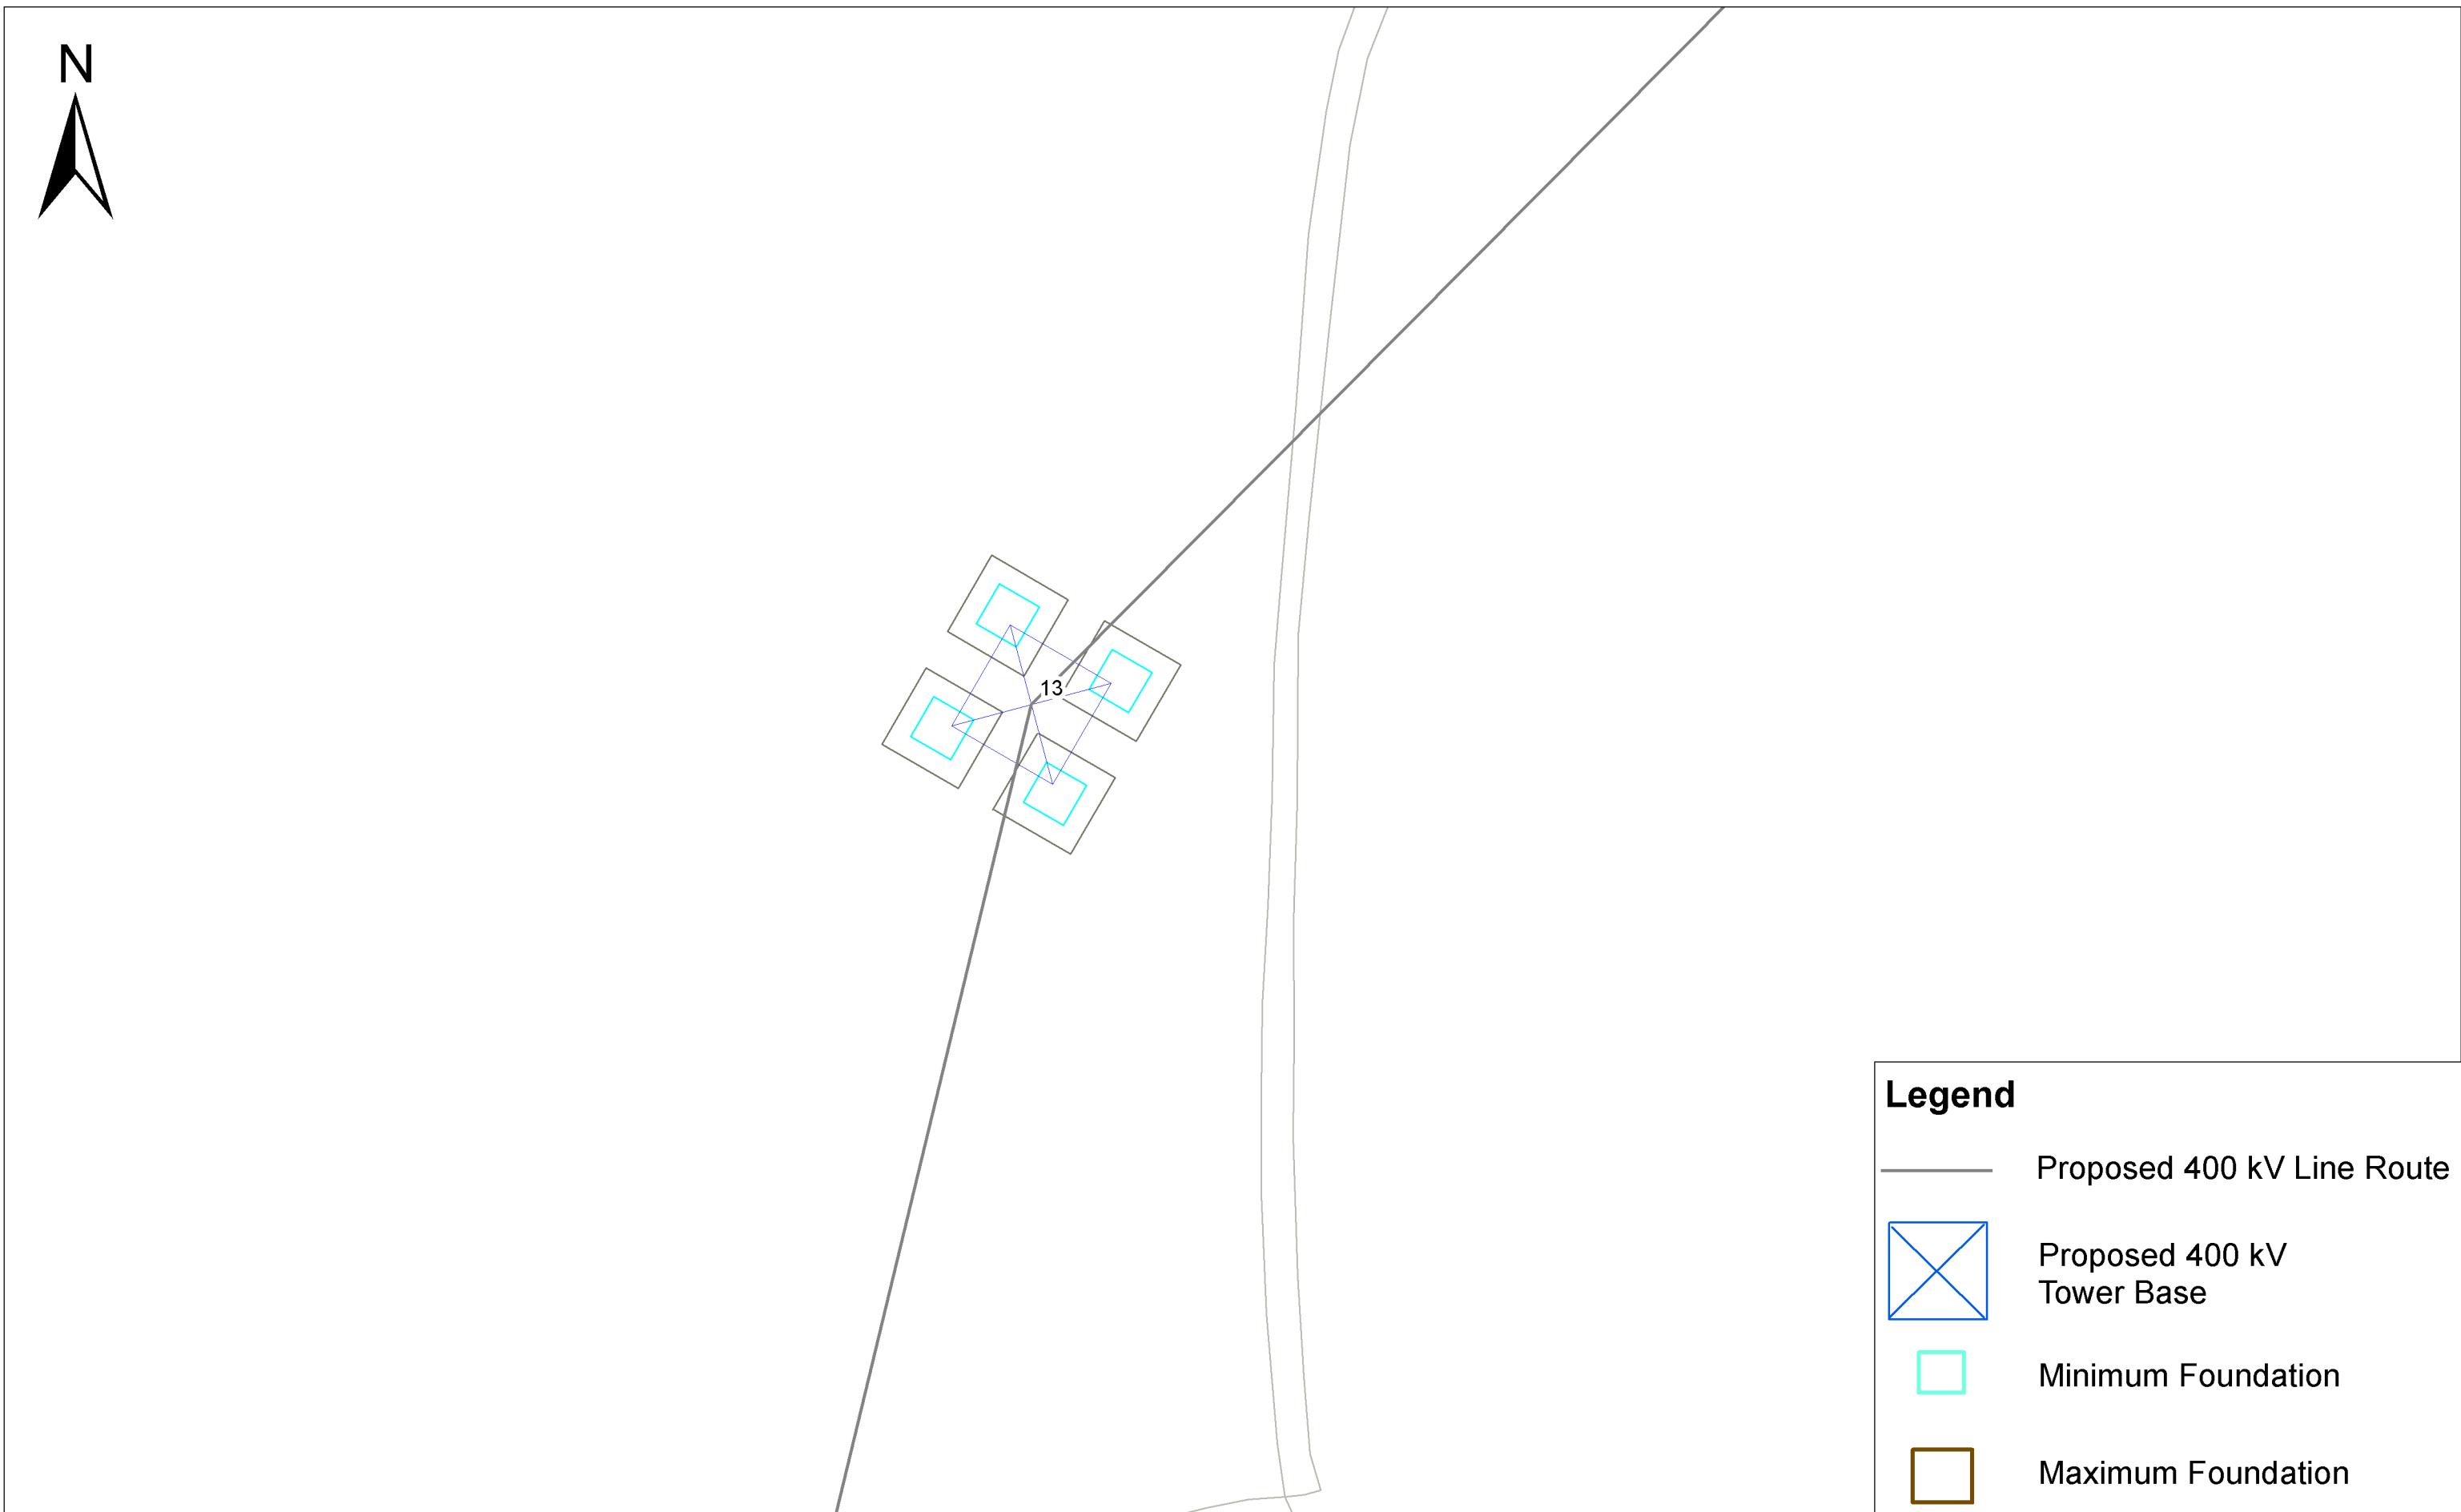 N
13
Legend
Proposed 400 kV Line Route
Proposed 400 kV
Tower Base
Minimum Foundation
Maximum Foundation